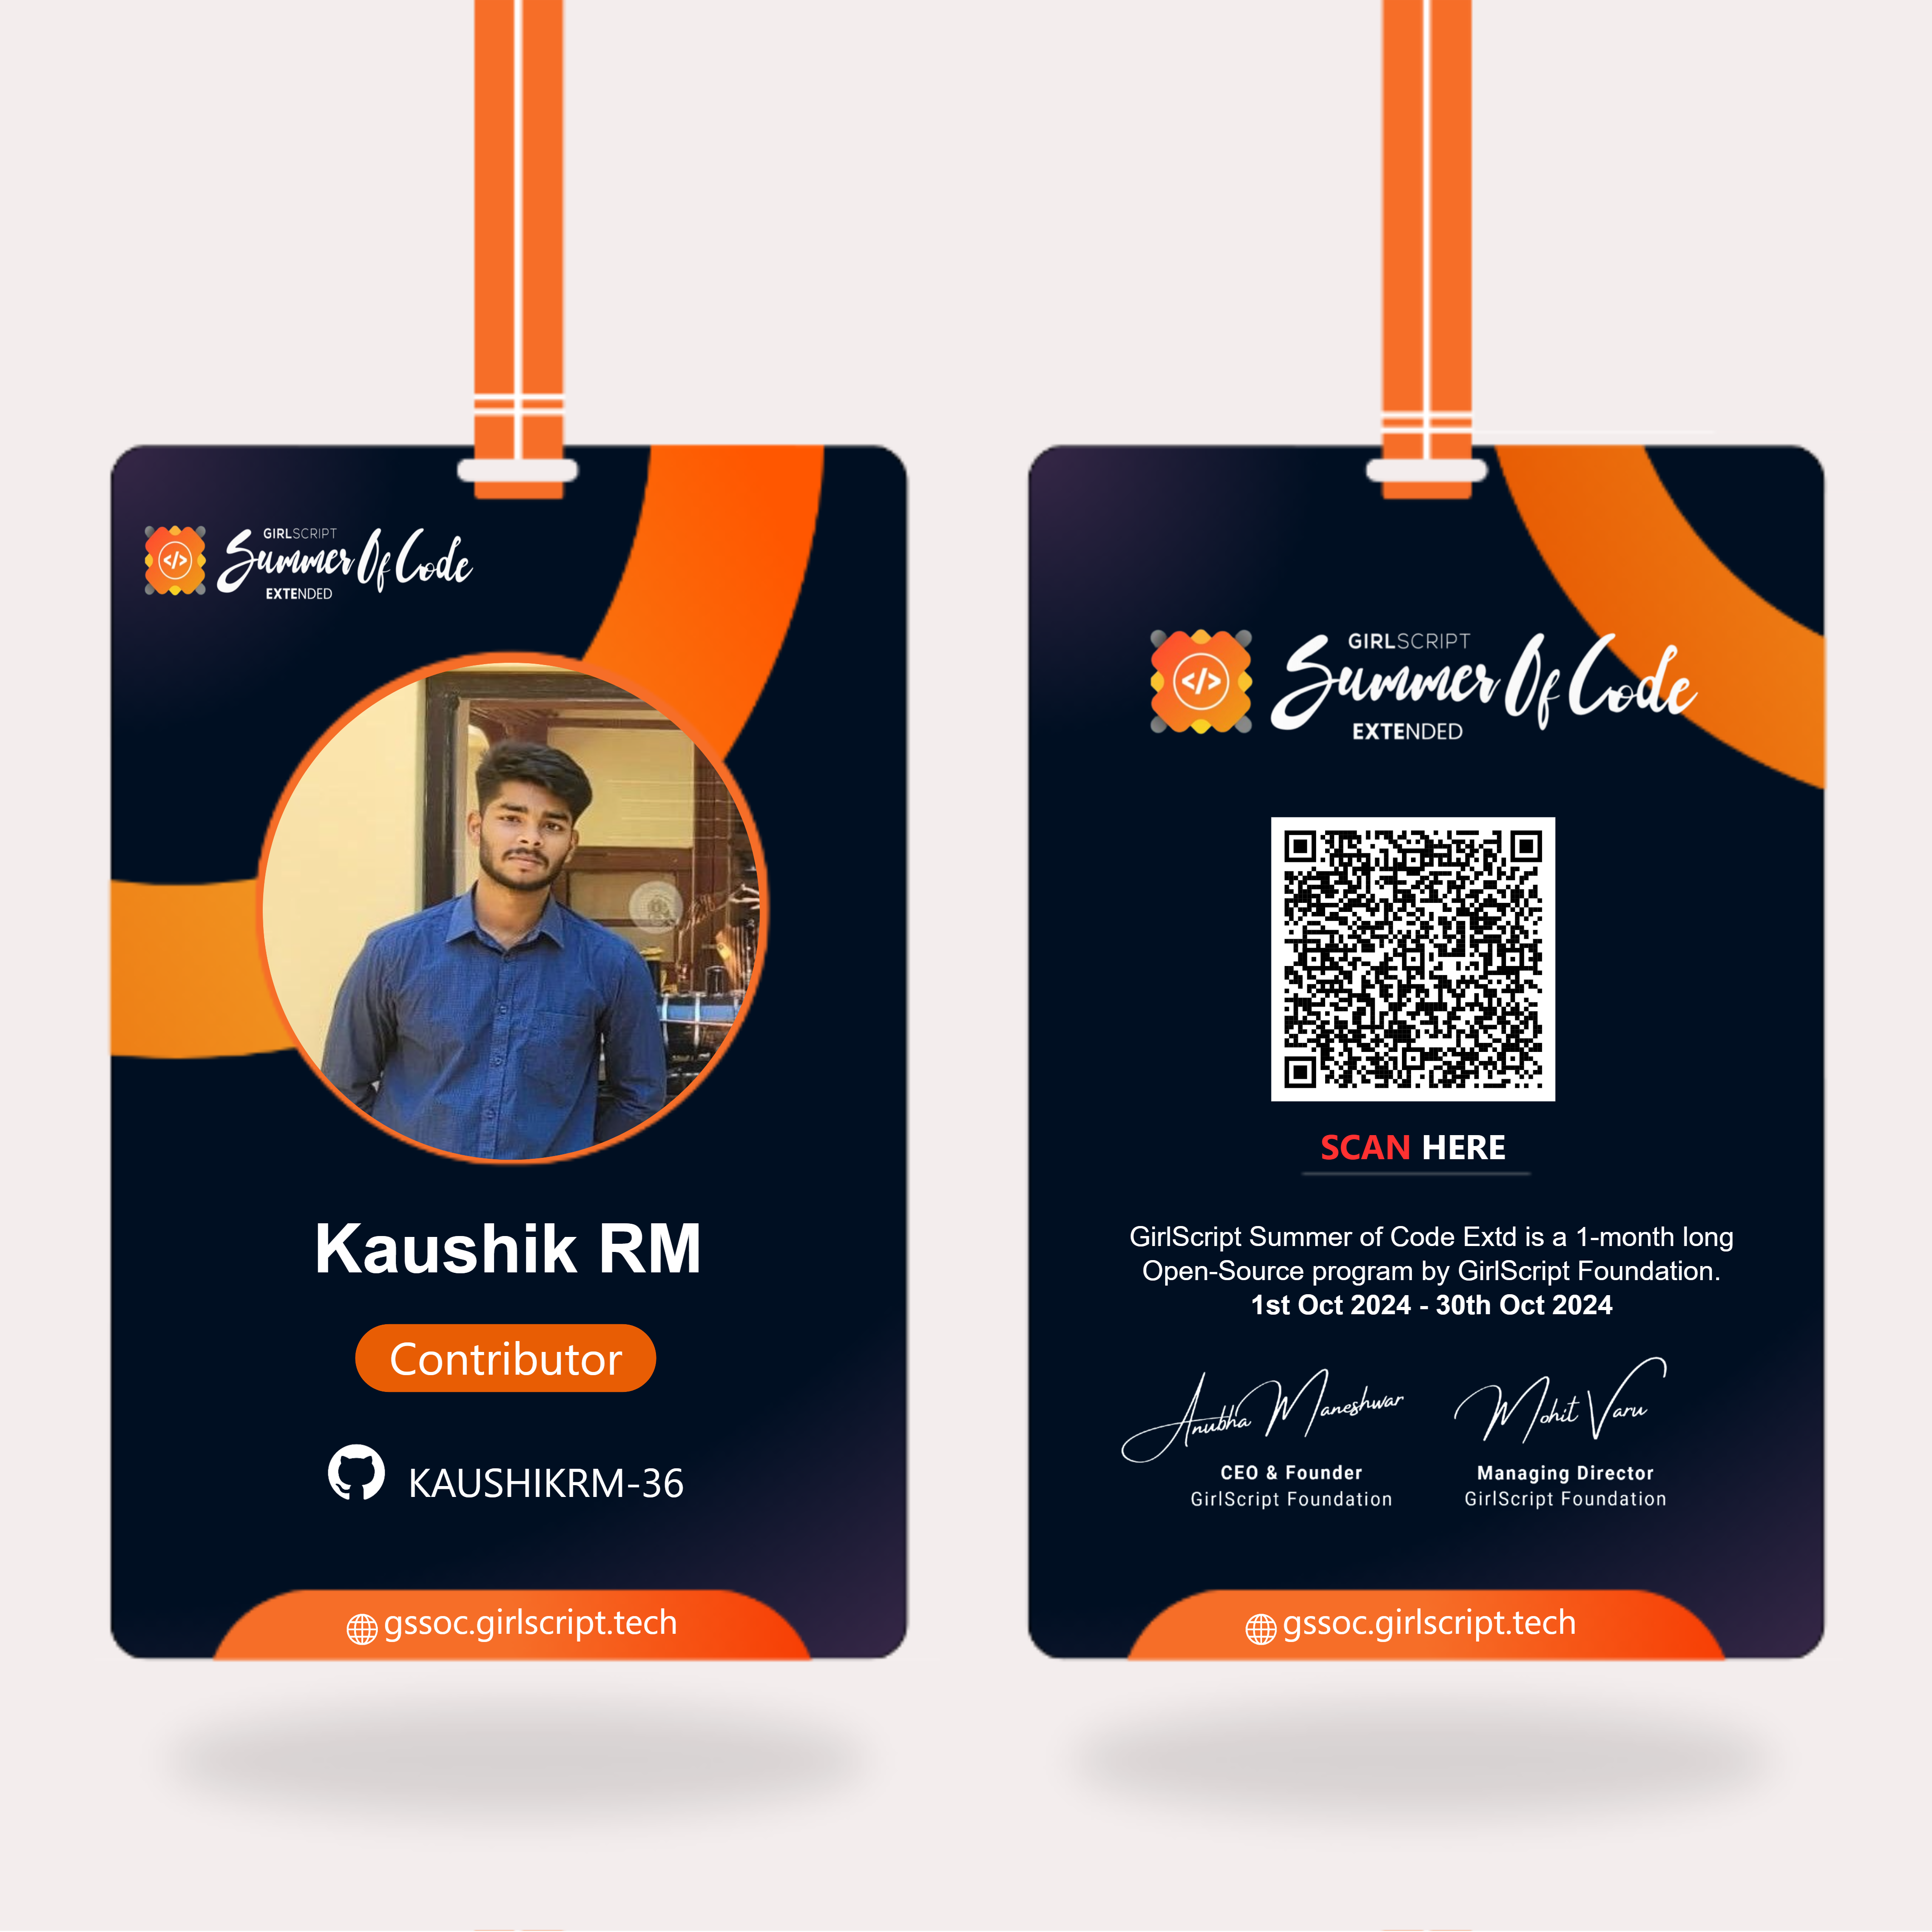 GIRLSCRIPT
Summer Of Code
EXTENDED
Kaushik RM
Contributor
KAUSHIKRM-36
gssoc.girlscript.tech
GIRLSCRIPT
Summer Of Code
EXTENDED
SCAN HERE
GirlScript Summer of Code Extd is a 1-month long
Open-Source program by GirlScript Foundation.
1st Oct 2024 - 30th Oct 2024
Anubha Maneshwar
CEO & Founder
GirlScript Foundation
Mohit Varu
Managing Director
GirlScript Foundation
gssoc.girlscript.tech